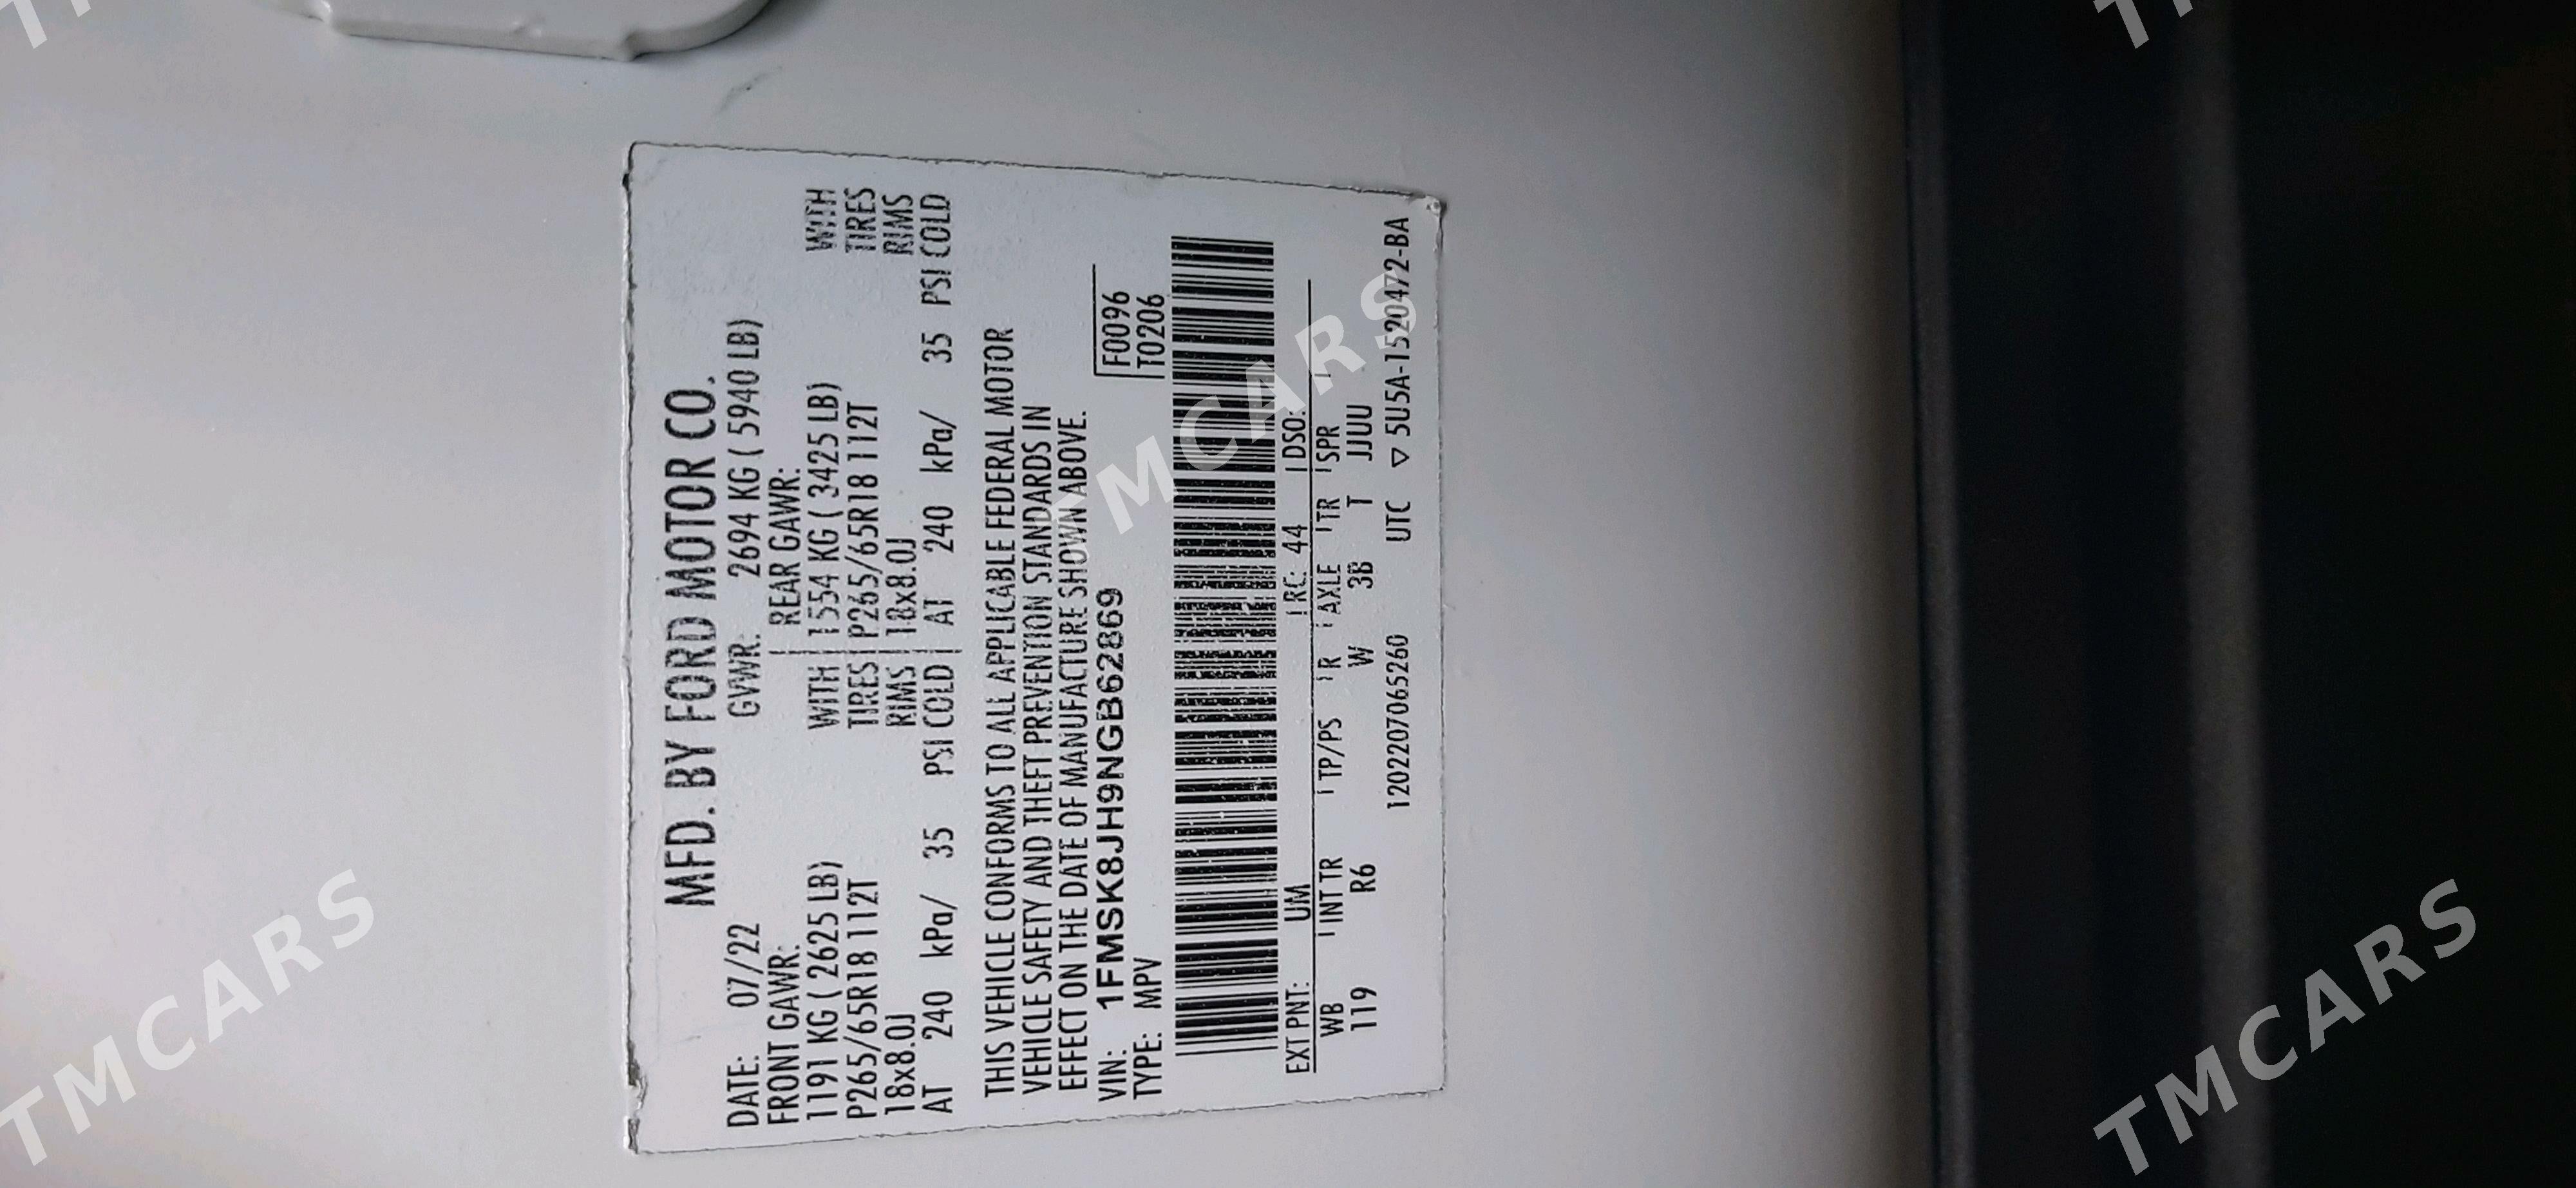 MFD. BY FORD MOTOR CO.
DATE: 07/22 GVWR: 2694 KG ( 5940 LB)
FRONT GAWR: REAR GAWR:
1191 KG ( 2625 LB) WITH 1554 KG ( 3425 LB) WITH
P265/65R18 112T TIRES P265/65R18 112T TIRES
18x8.0J RIMS 18x8.0J RIMS
AT 240 kPa/ 35 PSI COLD AT 240 kPa/ 35 PSI COLD
THIS VEHICLE CONFORMS TO ALL APPLICABLE FEDERAL MOTOR
VEHICLE SAFETY AND THEFT PREVENTION STANDARDS IN
EFFECT ON THE DATE OF MANUFACTURE SHOWN ABOVE.
VIN: 1FMSK8JH9NGB62869 F0096
TYPE: MPV T0206
EXT PNT: UM RC: 44 DSO:
WB INT TR TP/PS R AXLE TR SPR
119 R6 W 3B T JJUU
1202207065260 UTC ▽ 5U5A-1520472-BA
TMCARS
TMCARS
TMCARS